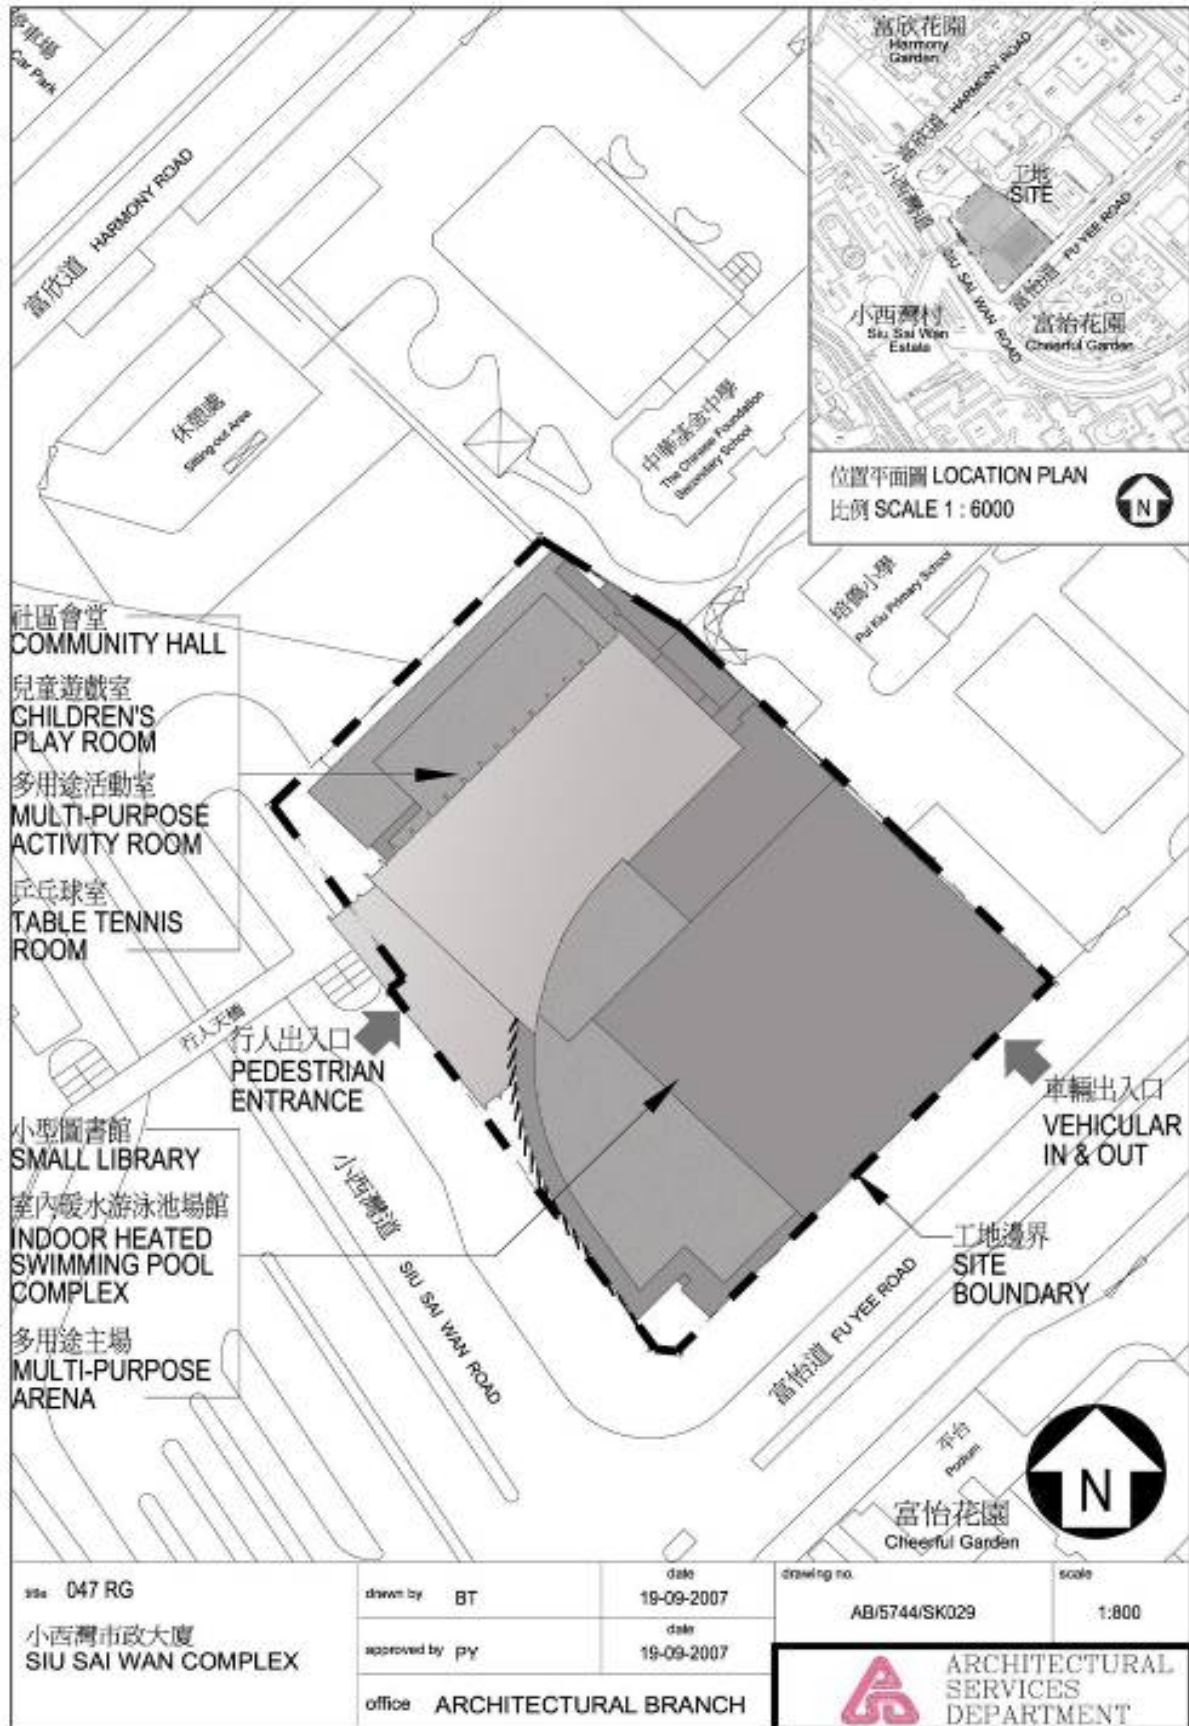 停車場
Car Park
富欣道 HARMONY ROAD
休憩處
Sitting-out Area
中華基金中學
The Chinese Foundation
Secondary School
培僑小學
Pui Kiu Primary School
富欣花園
Harmony
Garden
富欣道 HARMONY ROAD
小西灣道
SIU SAI WAN ROAD
工地
SITE
富怡道 FU YEE ROAD
小西灣村
Siu Sai Wan
Estate
富怡花園
Cheerful Garden
位置平面圖 LOCATION PLAN
比例 SCALE 1 : 6000
N
社區會堂
COMMUNITY HALL
兒童遊戲室
CHILDREN'S
PLAY ROOM
多用途活動室
MULTI-PURPOSE
ACTIVITY ROOM
乒乓球室
TABLE TENNIS
ROOM
行人天橋
行人出入口
PEDESTRIAN
ENTRANCE
小型圖書館
SMALL LIBRARY
室內暖水游泳池場館
INDOOR HEATED
SWIMMING POOL
COMPLEX
多用途主場
MULTI-PURPOSE
ARENA
小西灣道
SIU SAI WAN ROAD
車輛出入口
VEHICULAR
IN & OUT
工地邊界
SITE
BOUNDARY
富怡道 FU YEE ROAD
平台
Podium
富怡花園
Cheerful Garden
N
title 047 RG
小西灣市政大廈
SIU SAI WAN COMPLEX
drawn by BT
date
19-09-2007
approved by PY
date
19-09-2007
office ARCHITECTURAL BRANCH
drawing no.
AB/5744/SK029
scale
1:800
ARCHITECTURAL
SERVICES
DEPARTMENT